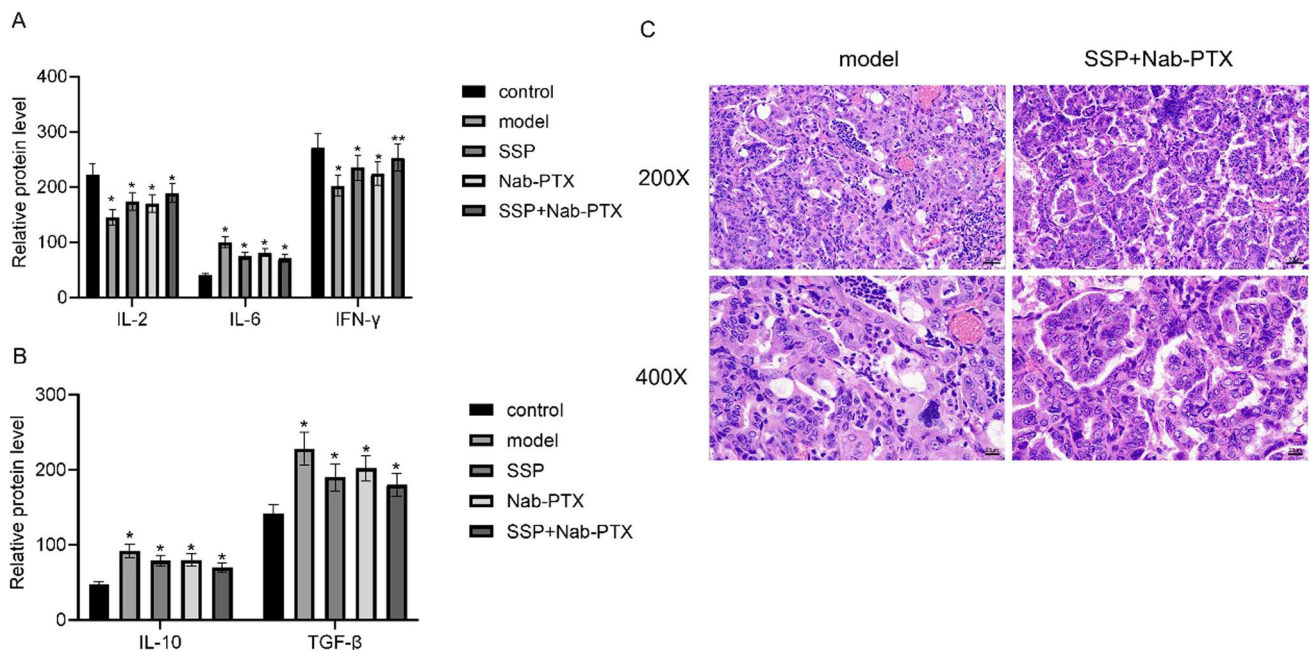 A
Relative protein level
400
300
200
100
0
* * * *
* * * *
* * * **
IL-2 IL-6 IFN-γ
control
model
SSP
Nab-PTX
SSP+Nab-PTX
B
Relative protein level
300
200
100
0
* * * *
* * * *
IL-10 TGF-β
control
model
SSP
Nab-PTX
SSP+Nab-PTX
C
model SSP+Nab-PTX
200X
400X